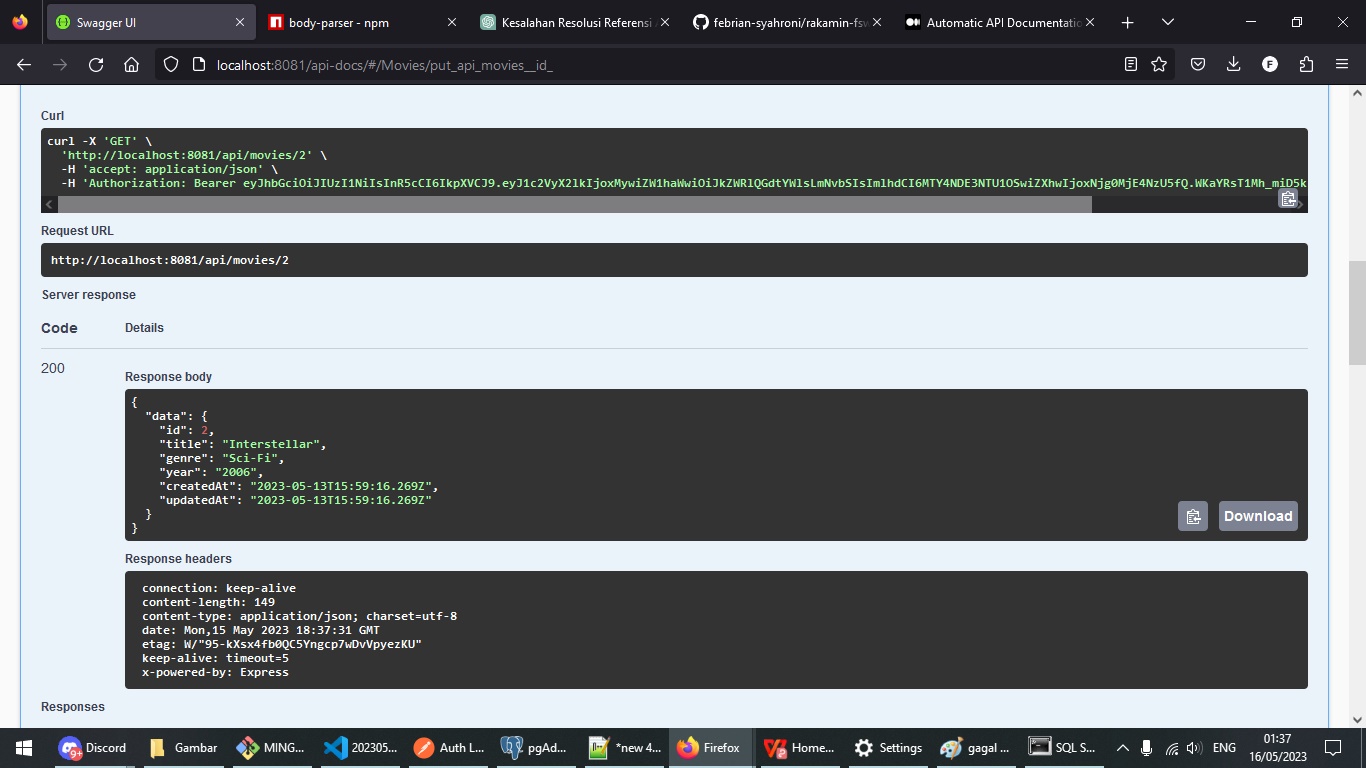 Swagger UI
body-parser - npm
Kesalahan Resolusi Referensi
febrian-syahroni/rakamin-fsw
Automatic API Documentatio
localhost:8081/api-docs/#/Movies/put_api_movies__id_
Curl
curl -X 'GET' \
'http://localhost:8081/api/movies/2' \
-H 'accept: application/json' \
-H 'Authorization: Bearer eyJhbGciOiJIUzI1NiIsInR5cCI6IkpXVCJ9.eyJ1c2VyX2lkIjoxMywiZW1haWwiOiJkZWRlQGdtYWlsLmNvbSIsImlhdCI6MTY4NDE3NTU1OSwiZXhwIjoxNjg0MjE4NzU5fQ.WKaYRsT1Mh_miD5k
Request URL
http://localhost:8081/api/movies/2
Server response
Code Details
200
Response body
{
"data": {
"id": 2,
"title": "Interstellar",
"genre": "Sci-Fi",
"year": "2006",
"createdAt": "2023-05-13T15:59:16.269Z",
"updatedAt": "2023-05-13T15:59:16.269Z"
}
}
Download
Response headers
connection: keep-alive
content-length: 149
content-type: application/json; charset=utf-8
date: Mon,15 May 2023 18:37:31 GMT
etag: W/"95-kXsx4fb0QC5Yngcp7wDvVpyezKU"
keep-alive: timeout=5
x-powered-by: Express
Responses
Discord
Gambar
MING...
202305...
Auth L...
pgAd...
*new 4...
Firefox
Home...
Settings
gagal ...
SQL S...
ENG
01:37
16/05/2023